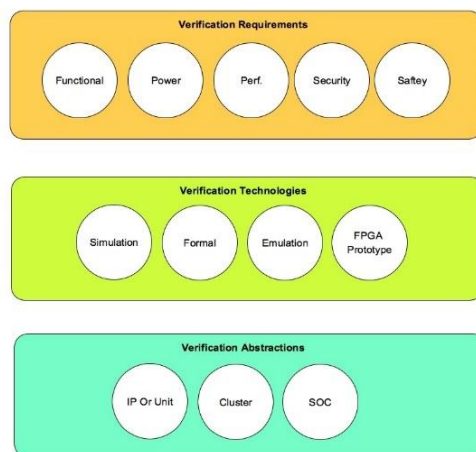 Verification Requirements
Functional
Power
Perf.
Security
Saftey
Verification Technologies
Simulation
Formal
Emulation
FPGA
Prototype
Verification Abstractions
IP Or Unit
Cluster
SOC